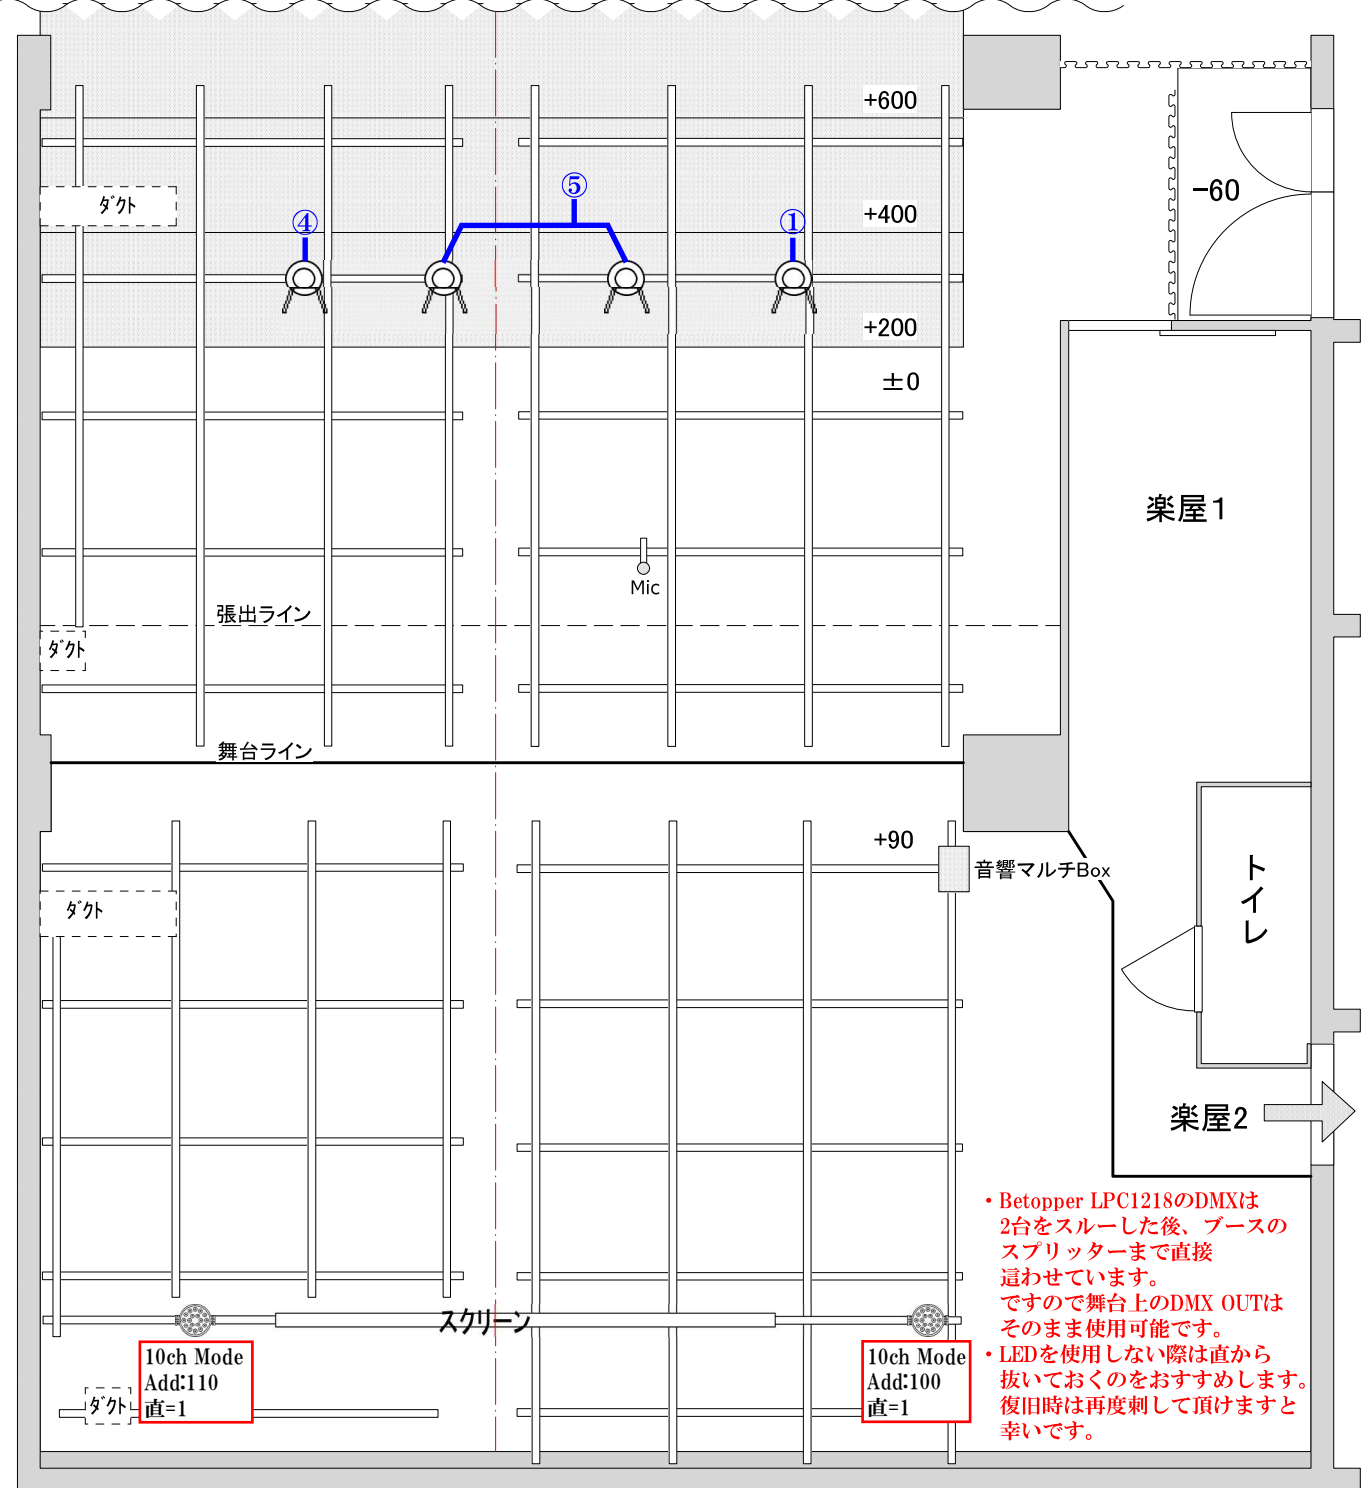 +600
ダクト
-60
⑤
④
+400
①
+200
±0
楽屋1
Mic
張出ライン
ダクト
舞台ライン
+90
音響マルチBox
トイレ
ダクト
楽屋2
・Betopper LPC1218のDMXは
2台をスルーした後、ブースの
スプリッターまで直接
這わせています。
ですので舞台上のDMX OUTは
そのまま使用可能です。
・LEDを使用しない際は直から
抜いておくのをおすすめします。
復旧時は再度刺して頂けますと
幸いです。
スクリーン
10ch Mode
Add:110
直=1
10ch Mode
Add:100
直=1
ダクト